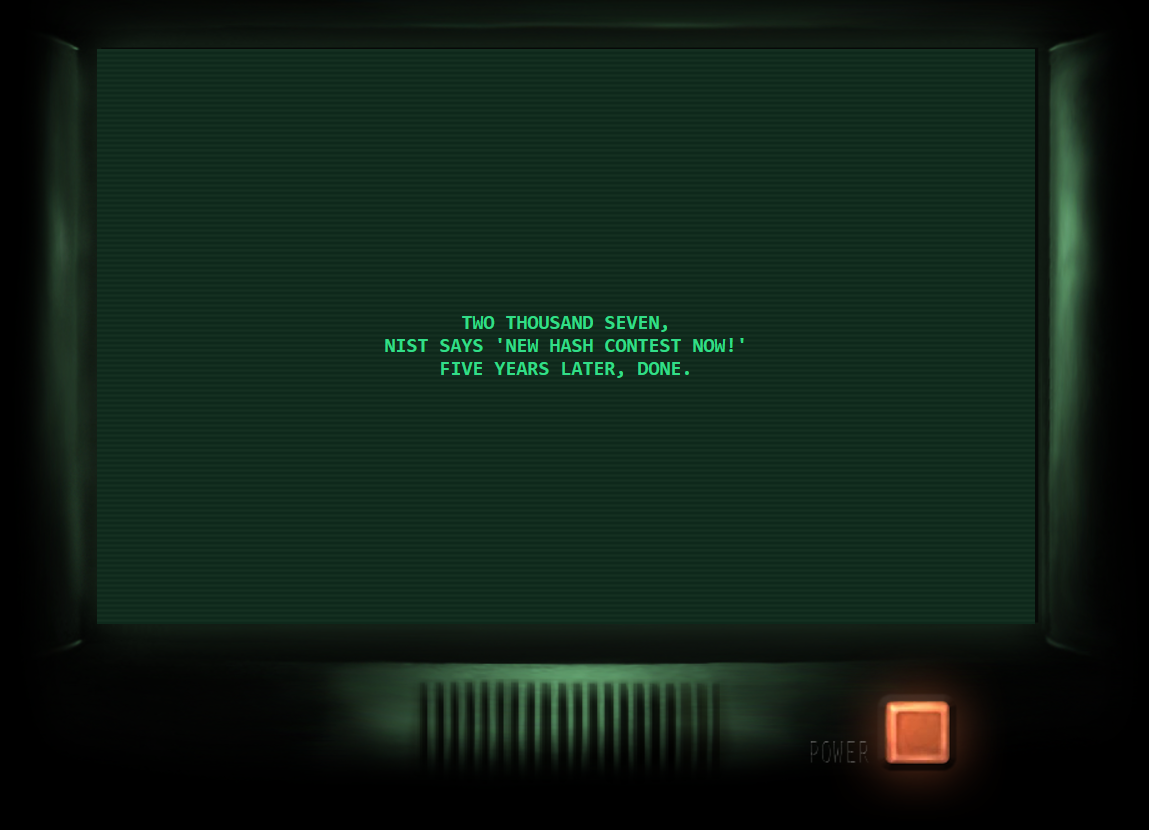 TWO THOUSAND SEVEN,
NIST SAYS 'NEW HASH CONTEST NOW!'
FIVE YEARS LATER, DONE.
POWER